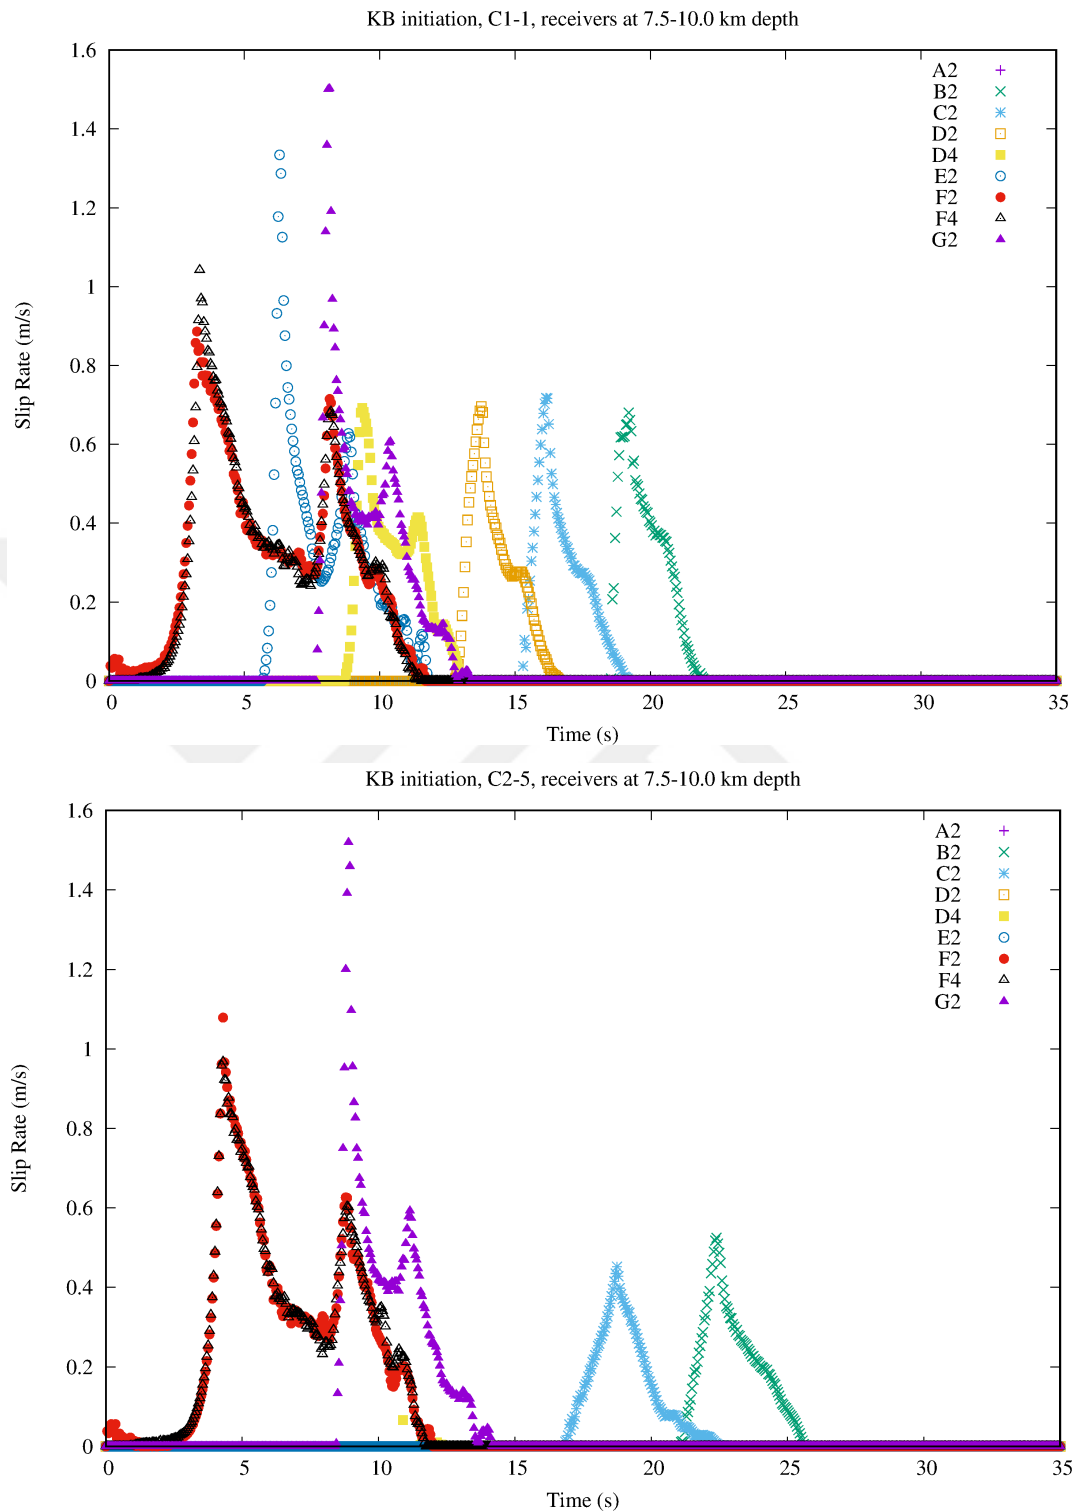 KB initiation, C1-1, receivers at 7.5-10.0 km depth
1.6
1.4
1.2
1
0.8
0.6
0.4
0.2
0
Slip Rate (m/s)
A2
B2
C2
D2
D4
E2
F2
F4
G2
0 5 10 15 20 25 30 35
Time (s)
KB initiation, C2-5, receivers at 7.5-10.0 km depth
1.6
1.4
1.2
1
0.8
0.6
0.4
0.2
0
Slip Rate (m/s)
A2
B2
C2
D2
D4
E2
F2
F4
G2
0 5 10 15 20 25 30 35
Time (s)